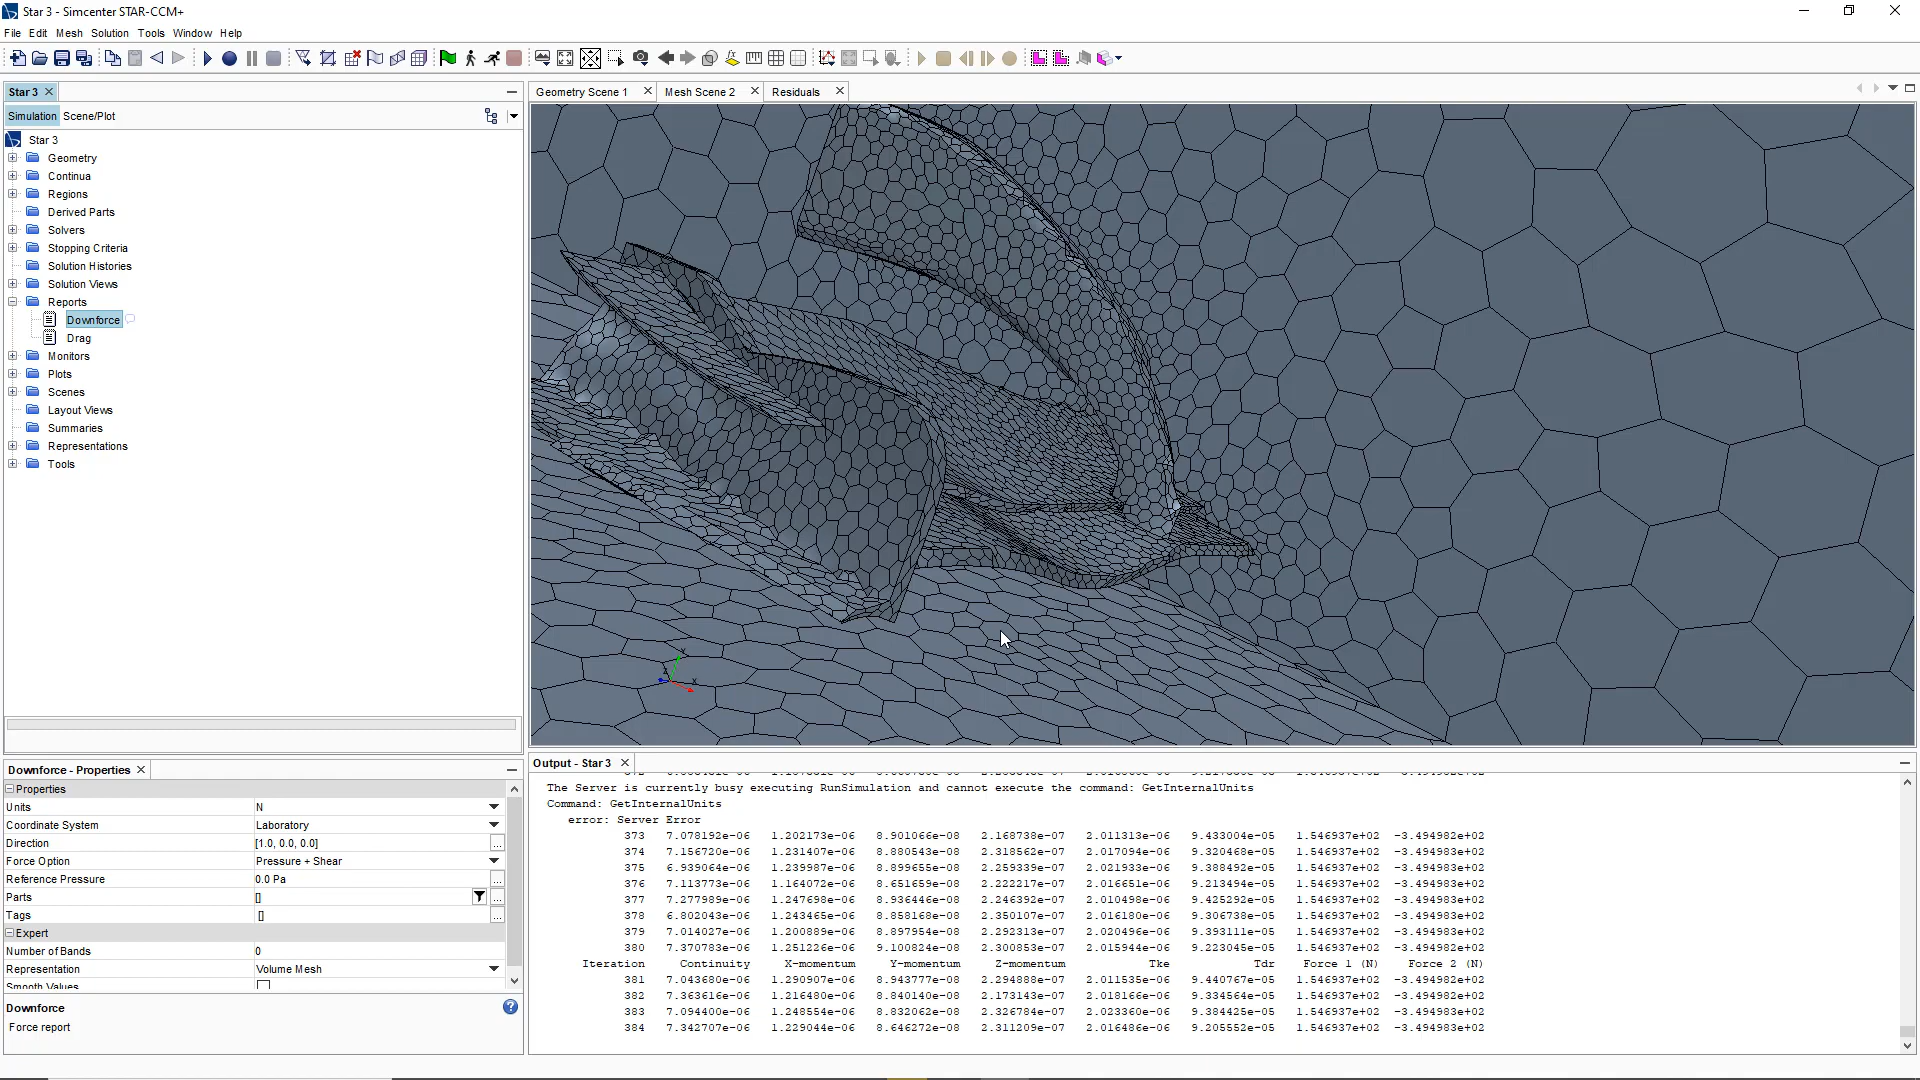 Star 3 - Simcenter STAR-CCM+
File Edit Mesh Solution Tools Window Help
Star 3
Geometry Scene 1 Mesh Scene 2 Residuals
Simulation Scene/Plot
Star 3
Geometry
Continua
Regions
Derived Parts
Solvers
Stopping Criteria
Solution Histories
Solution Views
Reports
Downforce
Drag
Monitors
Plots
Scenes
Layout Views
Summaries
Representations
Tools
Y
Z
X
Downforce - Properties
Properties
Units N
Coordinate System Laboratory
Direction [1.0, 0.0, 0.0]
Force Option Pressure + Shear
Reference Pressure 0.0 Pa
Parts []
Tags []
Expert
Number of Bands 0
Representation Volume Mesh
Smooth Values
Downforce
Force report
Output - Star 3
The Server is currently busy executing RunSimulation and cannot execute the command: GetInternalUnits
Command: GetInternalUnits
error: Server Error
373 7.078192e-06 1.202173e-06 8.901066e-08 2.168738e-07 2.011313e-06 9.433004e-05 1.546937e+02 -3.494982e+02
374 7.156720e-06 1.231407e-06 8.880543e-08 2.318562e-07 2.017094e-06 9.320468e-05 1.546937e+02 -3.494983e+02
375 6.939064e-06 1.239987e-06 8.899655e-08 2.259339e-07 2.021933e-06 9.388492e-05 1.546937e+02 -3.494983e+02
376 7.113773e-06 1.164072e-06 8.651659e-08 2.222217e-07 2.016651e-06 9.213494e-05 1.546937e+02 -3.494983e+02
377 7.277989e-06 1.247698e-06 8.936446e-08 2.246392e-07 2.010498e-06 9.425292e-05 1.546937e+02 -3.494982e+02
378 6.802043e-06 1.243465e-06 8.858168e-08 2.350107e-07 2.016180e-06 9.306738e-05 1.546937e+02 -3.494982e+02
379 7.014027e-06 1.200889e-06 8.897954e-08 2.292313e-07 2.020496e-06 9.393111e-05 1.546937e+02 -3.494983e+02
380 7.370783e-06 1.251226e-06 9.100824e-08 2.300853e-07 2.015944e-06 9.223045e-05 1.546937e+02 -3.494982e+02
Iteration Continuity X-momentum Y-momentum Z-momentum Tke Tdr Force 1 (N) Force 2 (N)
381 7.043680e-06 1.290907e-06 8.943777e-08 2.294888e-07 2.011535e-06 9.440767e-05 1.546937e+02 -3.494983e+02
382 7.363616e-06 1.216480e-06 8.840140e-08 2.173143e-07 2.018166e-06 9.334564e-05 1.546937e+02 -3.494982e+02
383 7.094400e-06 1.248554e-06 8.832062e-08 2.326784e-07 2.023360e-06 9.384425e-05 1.546937e+02 -3.494983e+02
384 7.342707e-06 1.229044e-06 8.646272e-08 2.311209e-07 2.016486e-06 9.205552e-05 1.546937e+02 -3.494983e+02